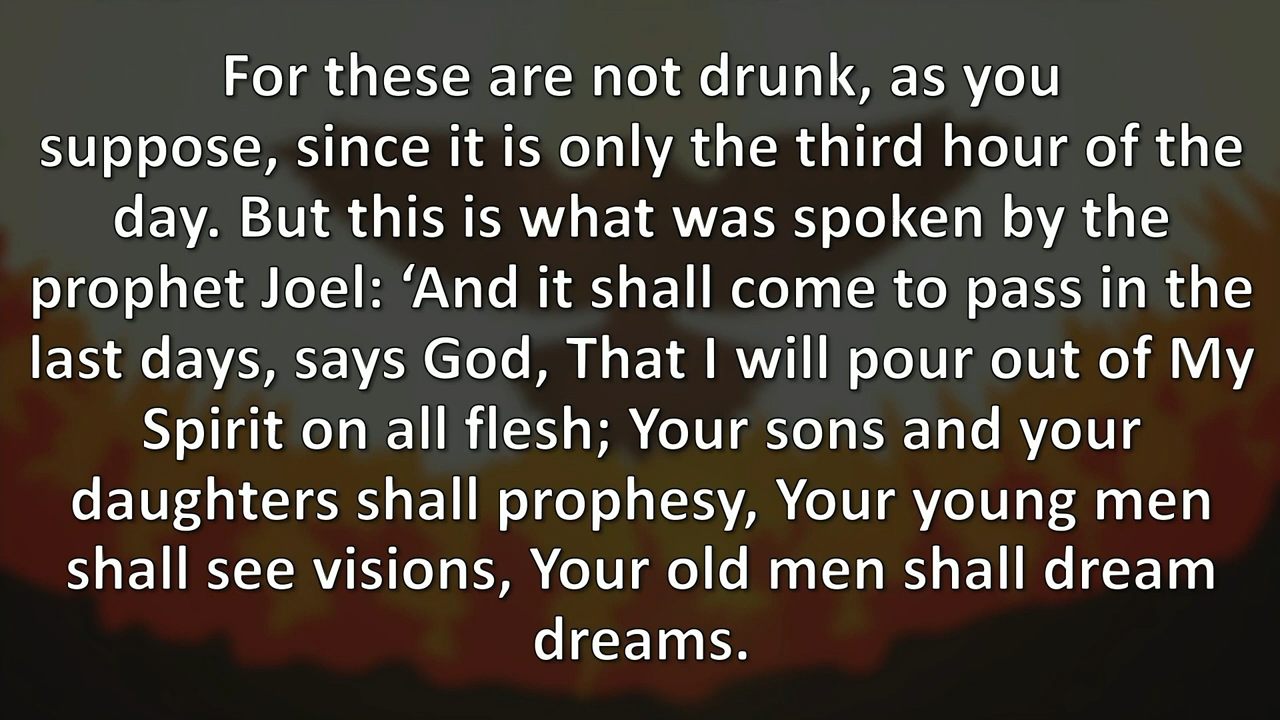 For these are not drunk, as you
suppose, since it is only the third hour of the
day. But this is what was spoken by the
prophet Joel: ‘And it shall come to pass in the
last days, says God, That I will pour out of My
Spirit on all flesh; Your sons and your
daughters shall prophesy, Your young men
shall see visions, Your old men shall dream
dreams.